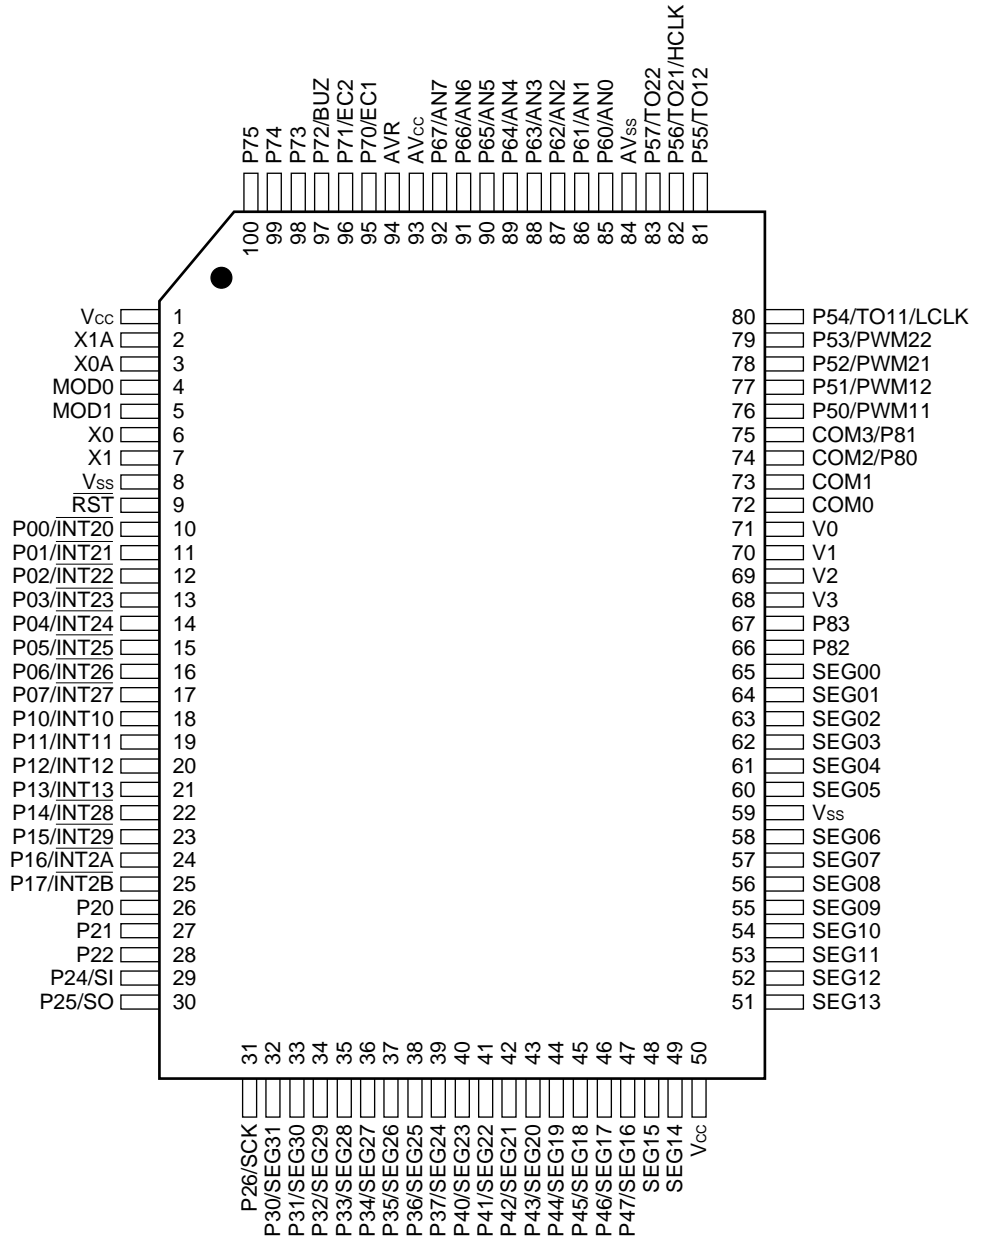 P75
P74
P73
P72/BUZ
P71/EC2
P70/EC1
AVR
AVcc
P67/AN7
P66/AN6
P65/AN5
P64/AN4
P63/AN3
P62/AN2
P61/AN1
P60/AN0
AVss
P57/TO22
P56/TO21/HCLK
P55/TO12
100
99
98
97
96
95
94
93
92
91
90
89
88
87
86
85
84
83
82
81
Vcc 1
X1A 2
X0A 3
MOD0 4
MOD1 5
X0 6
X1 7
Vss 8
RST 9
P00/INT20 10
P01/INT21 11
P02/INT22 12
P03/INT23 13
P04/INT24 14
P05/INT25 15
P06/INT26 16
P07/INT27 17
P10/INT10 18
P11/INT11 19
P12/INT12 20
P13/INT13 21
P14/INT28 22
P15/INT29 23
P16/INT2A 24
P17/INT2B 25
P20 26
P21 27
P22 28
P24/SI 29
P25/SO 30
80 P54/TO11/LCLK
79 P53/PWM22
78 P52/PWM21
77 P51/PWM12
76 P50/PWM11
75 COM3/P81
74 COM2/P80
73 COM1
72 COM0
71 V0
70 V1
69 V2
68 V3
67 P83
66 P82
65 SEG00
64 SEG01
63 SEG02
62 SEG03
61 SEG04
60 SEG05
59 Vss
58 SEG06
57 SEG07
56 SEG08
55 SEG09
54 SEG10
53 SEG11
52 SEG12
51 SEG13
31
32
33
34
35
36
37
38
39
40
41
42
43
44
45
46
47
48
49
50
P26/SCK
P30/SEG31
P31/SEG30
P32/SEG29
P33/SEG28
P34/SEG27
P35/SEG26
P36/SEG25
P37/SEG24
P40/SEG23
P41/SEG22
P42/SEG21
P43/SEG20
P44/SEG19
P45/SEG18
P46/SEG17
P47/SEG16
SEG15
SEG14
Vcc